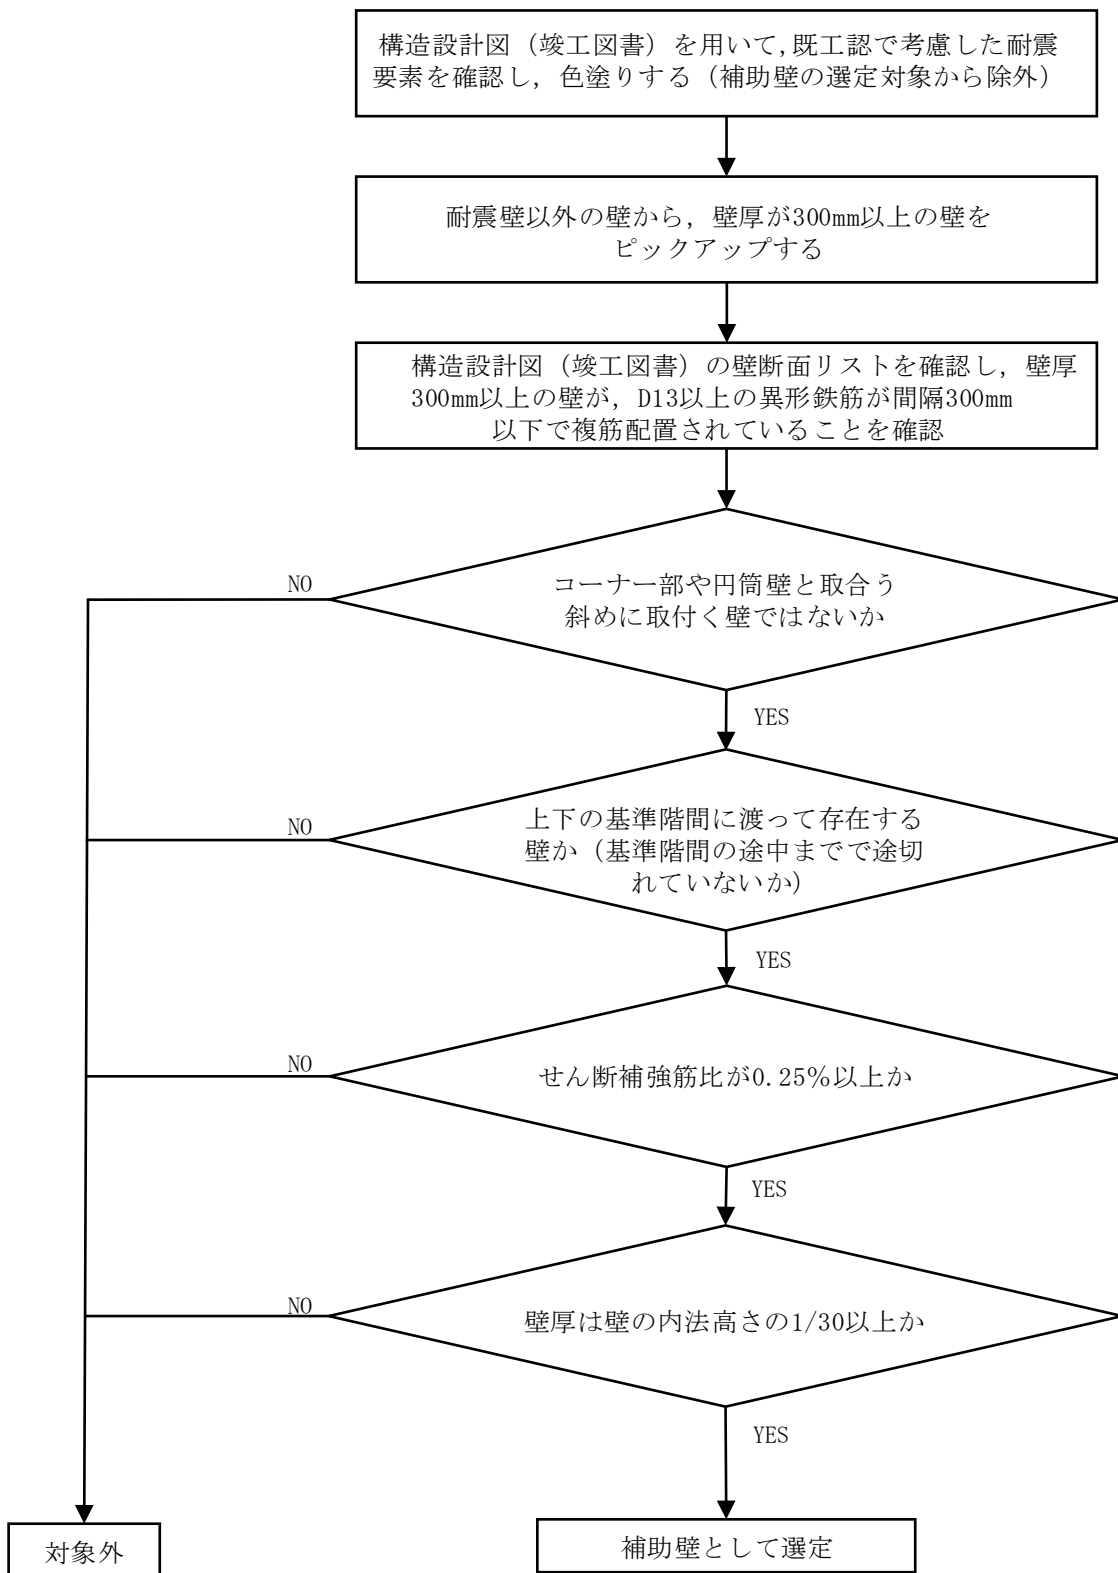 構造設計図（竣工図書）を用いて,既工認で考慮した耐震
要素を確認し，色塗りする（補助壁の選定対象から除外）
耐震壁以外の壁から，壁厚が300mm以上の壁を
ピックアップする
構造設計図（竣工図書）の壁断面リストを確認し，壁厚
300mm以上の壁が，D13以上の異形鉄筋が間隔300mm
以下で複筋配置されていることを確認
NO
コーナー部や円筒壁と取合う
斜めに取付く壁ではないか
YES
NO
上下の基準階間に渡って存在する
壁か（基準階間の途中までで途切
れていないか）
YES
NO
せん断補強筋比が0.25％以上か
YES
NO
壁厚は壁の内法高さの1/30以上か
YES
対象外
補助壁として選定